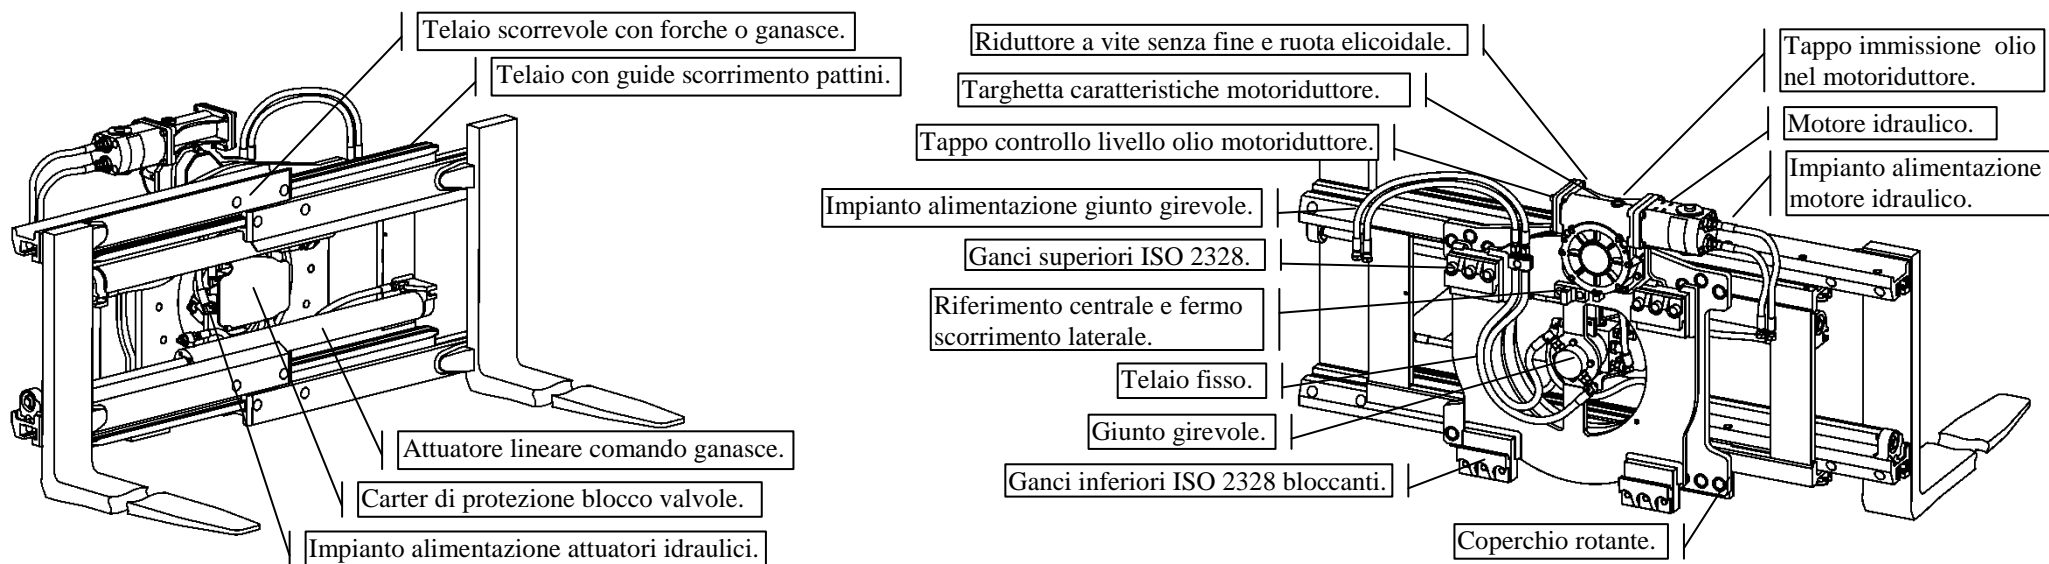 Telaio scorrevole con forche o ganasce.
Telaio con guide scorrimento pattini.
Attuatore lineare comando ganasce.
Carter di protezione blocco valvole.
Impianto alimentazione attuatori idraulici.
Riduttore a vite senza fine e ruota elicoidale.
Targhetta caratteristiche motoriduttore.
Tappo controllo livello olio motoriduttore.
Impianto alimentazione giunto girevole.
Ganci superiori ISO 2328.
Riferimento centrale e fermo
scorrimento laterale.
Telaio fisso.
Giunto girevole.
Ganci inferiori ISO 2328 bloccanti.
Coperchio rotante.
Tappo immissione olio
nel motoriduttore.
Motore idraulico.
Impianto alimentazione
motore idraulico.